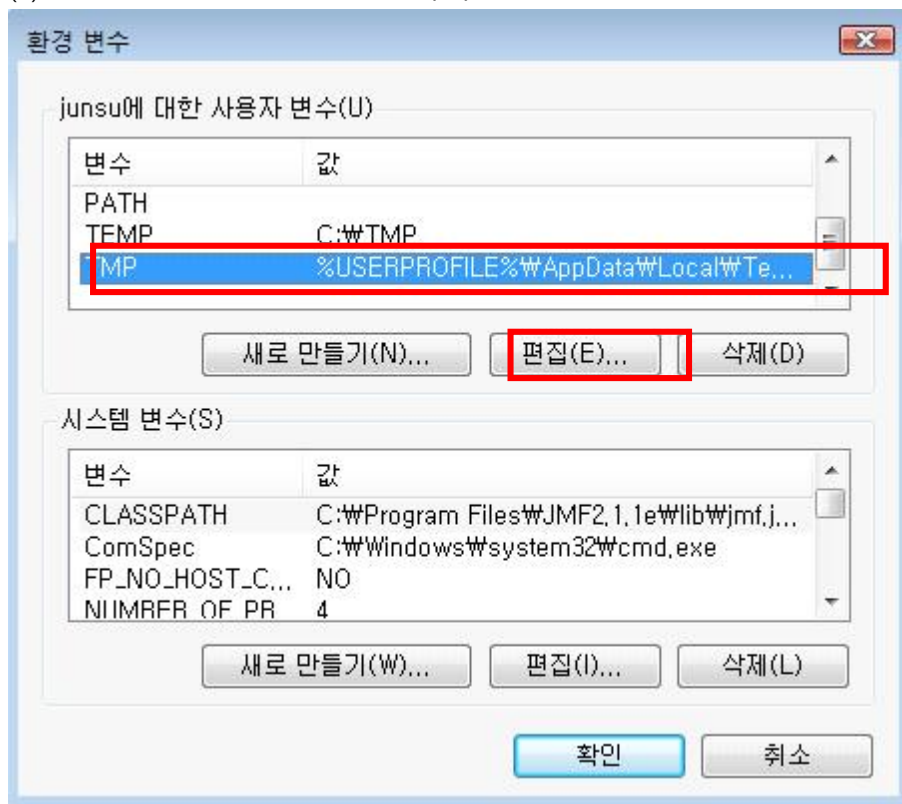 환경 변수
junsu에 대한 사용자 변수(U)
변수 값
PATH
TEMP C:₩TMP
TMP %USERPROFILE%₩AppData₩Local₩Te...
새로 만들기(N)... 편집(E)... 삭제(D)
시스템 변수(S)
변수 값
CLASSPATH C:₩Program Files₩JMF2.1.1e₩lib₩jmf.j...
ComSpec C:₩Windows₩system32₩cmd.exe
FP_NO_HOST_C... NO
NUMBER_OF_PR 4
새로 만들기(W)... 편집(I)... 삭제(L)
확인 취소